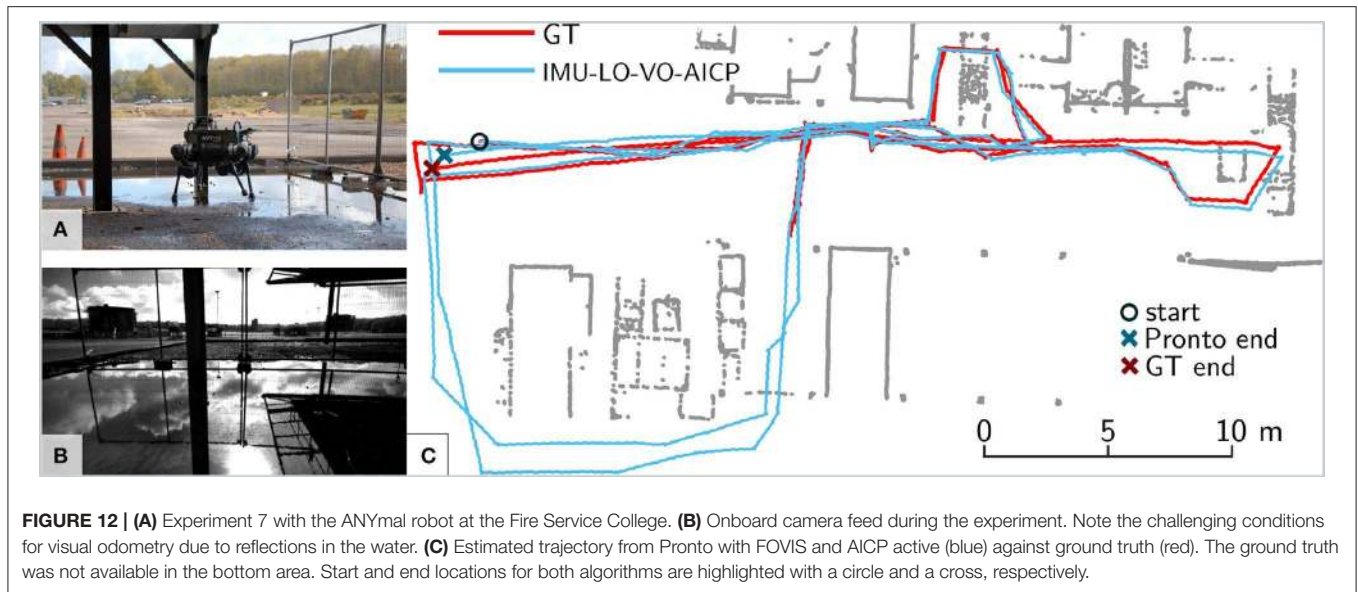 A
B
C
GT
IMU-LO-VO-AICP
start
Pronto end
GT end
0 5 10 m
FIGURE 12 | (A) Experiment 7 with the ANYmal robot at the Fire Service College. (B) Onboard camera feed during the experiment. Note the challenging conditions
for visual odometry due to reflections in the water. (C) Estimated trajectory from Pronto with FOVIS and AICP active (blue) against ground truth (red). The ground truth
was not available in the bottom area. Start and end locations for both algorithms are highlighted with a circle and a cross, respectively.